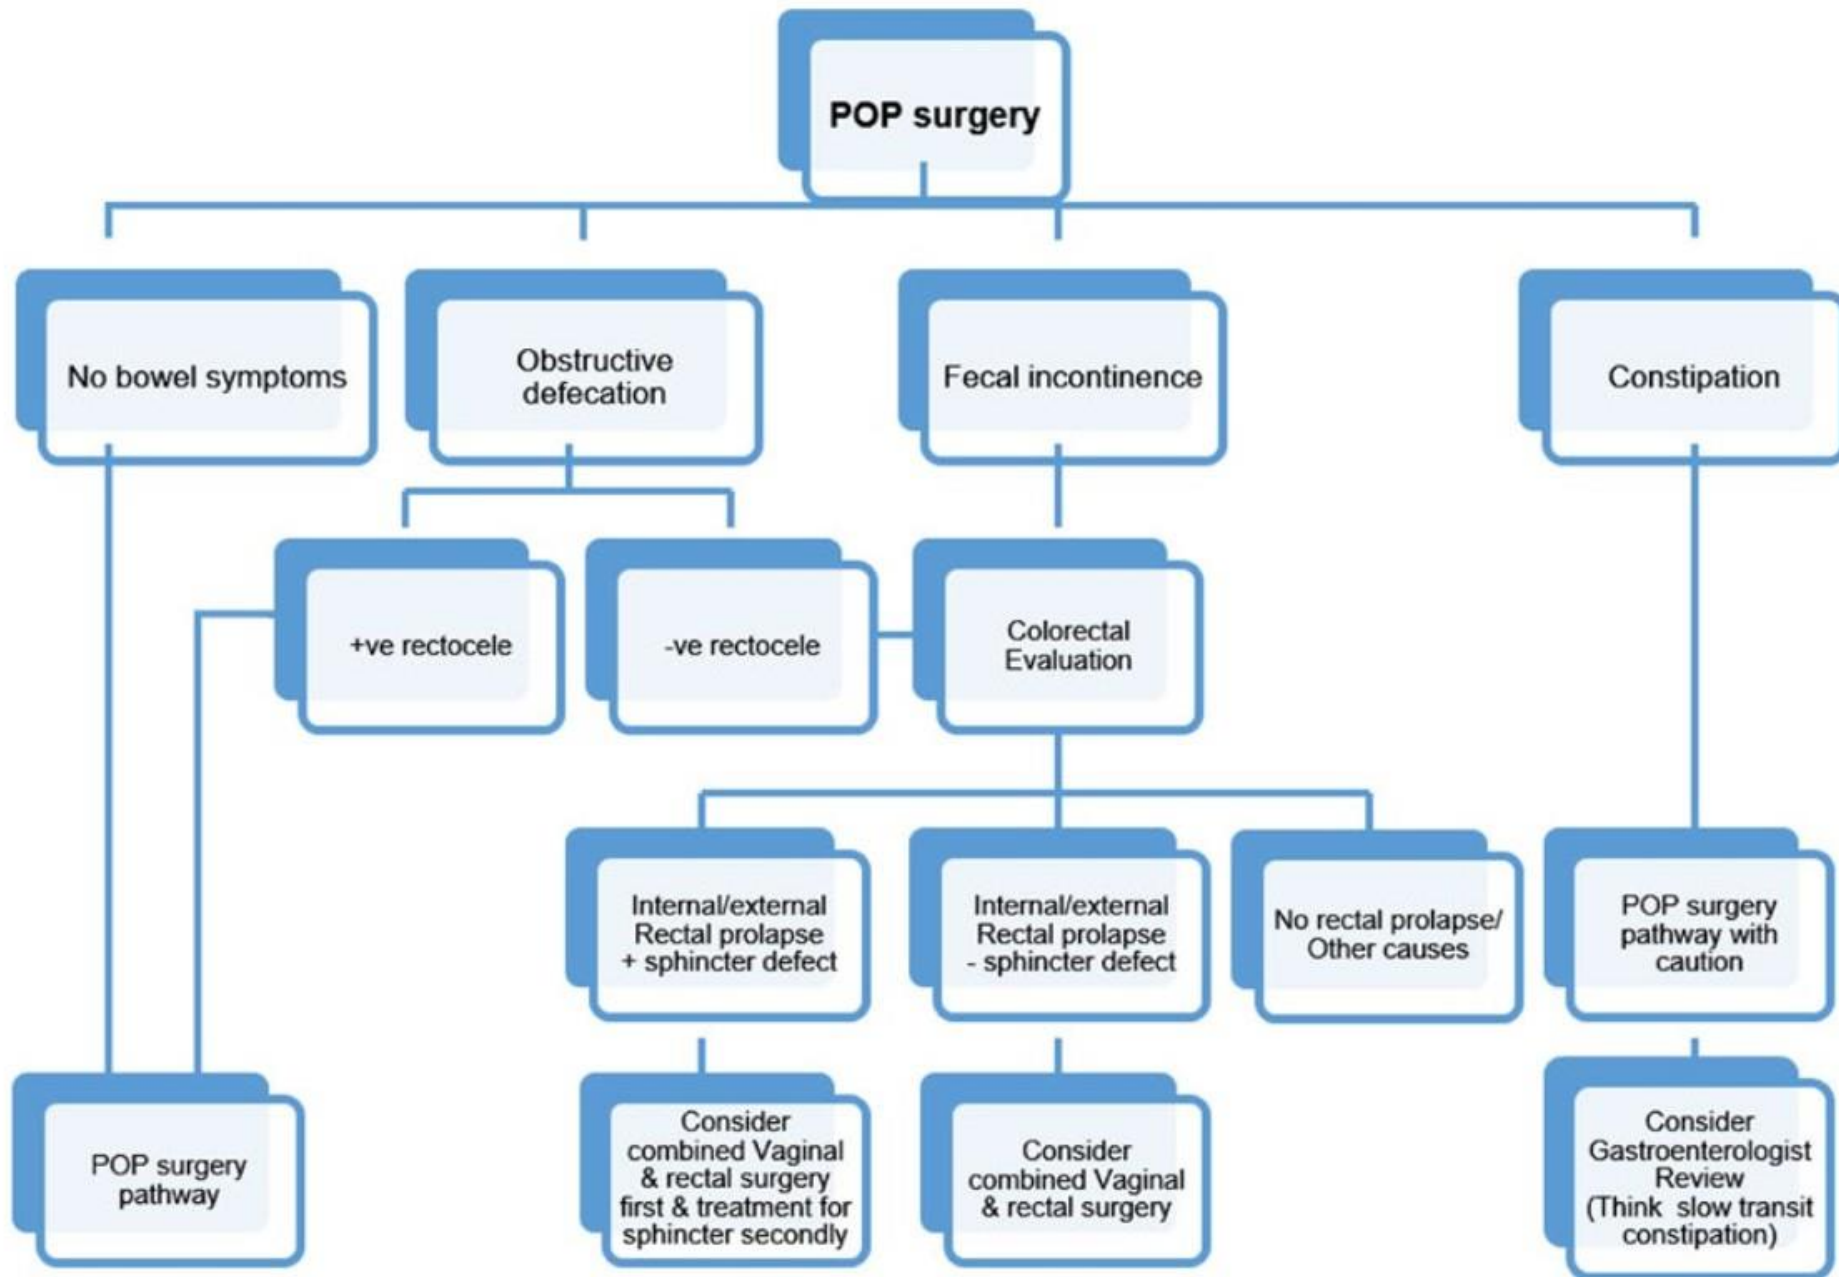 POP surgery
No bowel symptoms
Obstructive
defecation
Fecal incontinence
Constipation
+ve rectocele
-ve rectocele
Colorectal
Evaluation
Internal/external
Rectal prolapse
+ sphincter defect
Internal/external
Rectal prolapse
- sphincter defect
No rectal prolapse/
Other causes
POP surgery
pathway with
caution
POP surgery
pathway
Consider
combined Vaginal
& rectal surgery
first & treatment for
sphincter secondly
Consider
combined Vaginal
& rectal surgery
Consider
Gastroenterologist
Review
(Think slow transit
constipation)